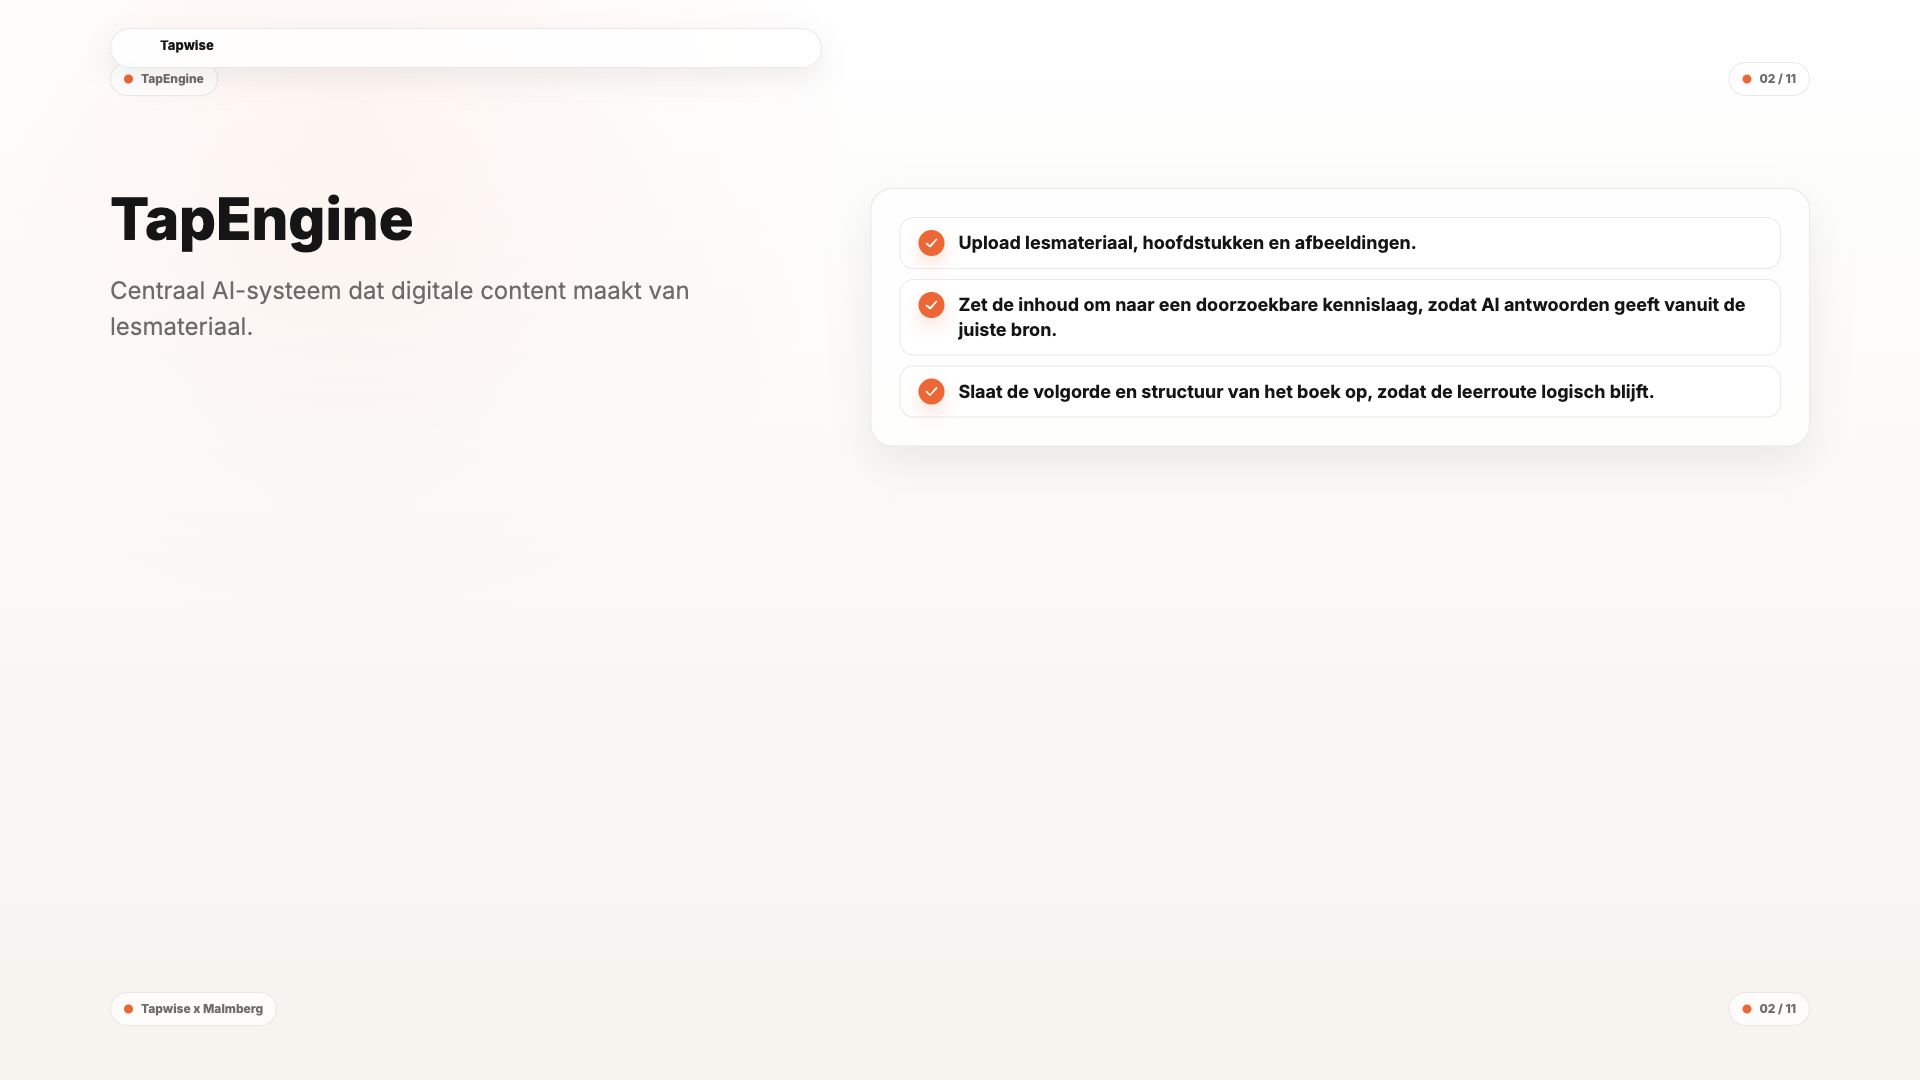 Tapwise
TapEngine
02 / 11
TapEngine
Centraal AI-systeem dat digitale content maakt van
lesmateriaal.
Upload lesmateriaal, hoofdstukken en afbeeldingen.
Zet de inhoud om naar een doorzoekbare kennislaag, zodat AI antwoorden geeft vanuit de
juiste bron.
Slaat de volgorde en structuur van het boek op, zodat de leerroute logisch blijft.
Tapwise x Malmberg
02 / 11